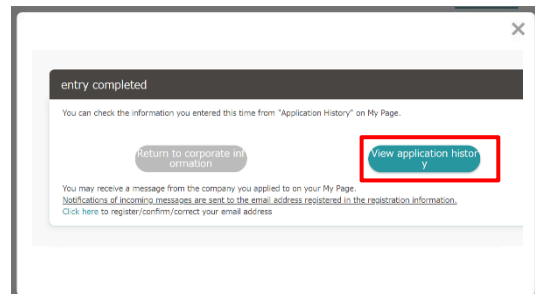 entry completed
You can check the information you entered this time from "Application History" on My Page.
Return to corporate inf
ormation
View application histor
y
You may receive a message from the company you applied to on your My Page.
Notifications of incoming messages are sent to the email address registered in the registration information.
Click here to register/confirm/correct your email address